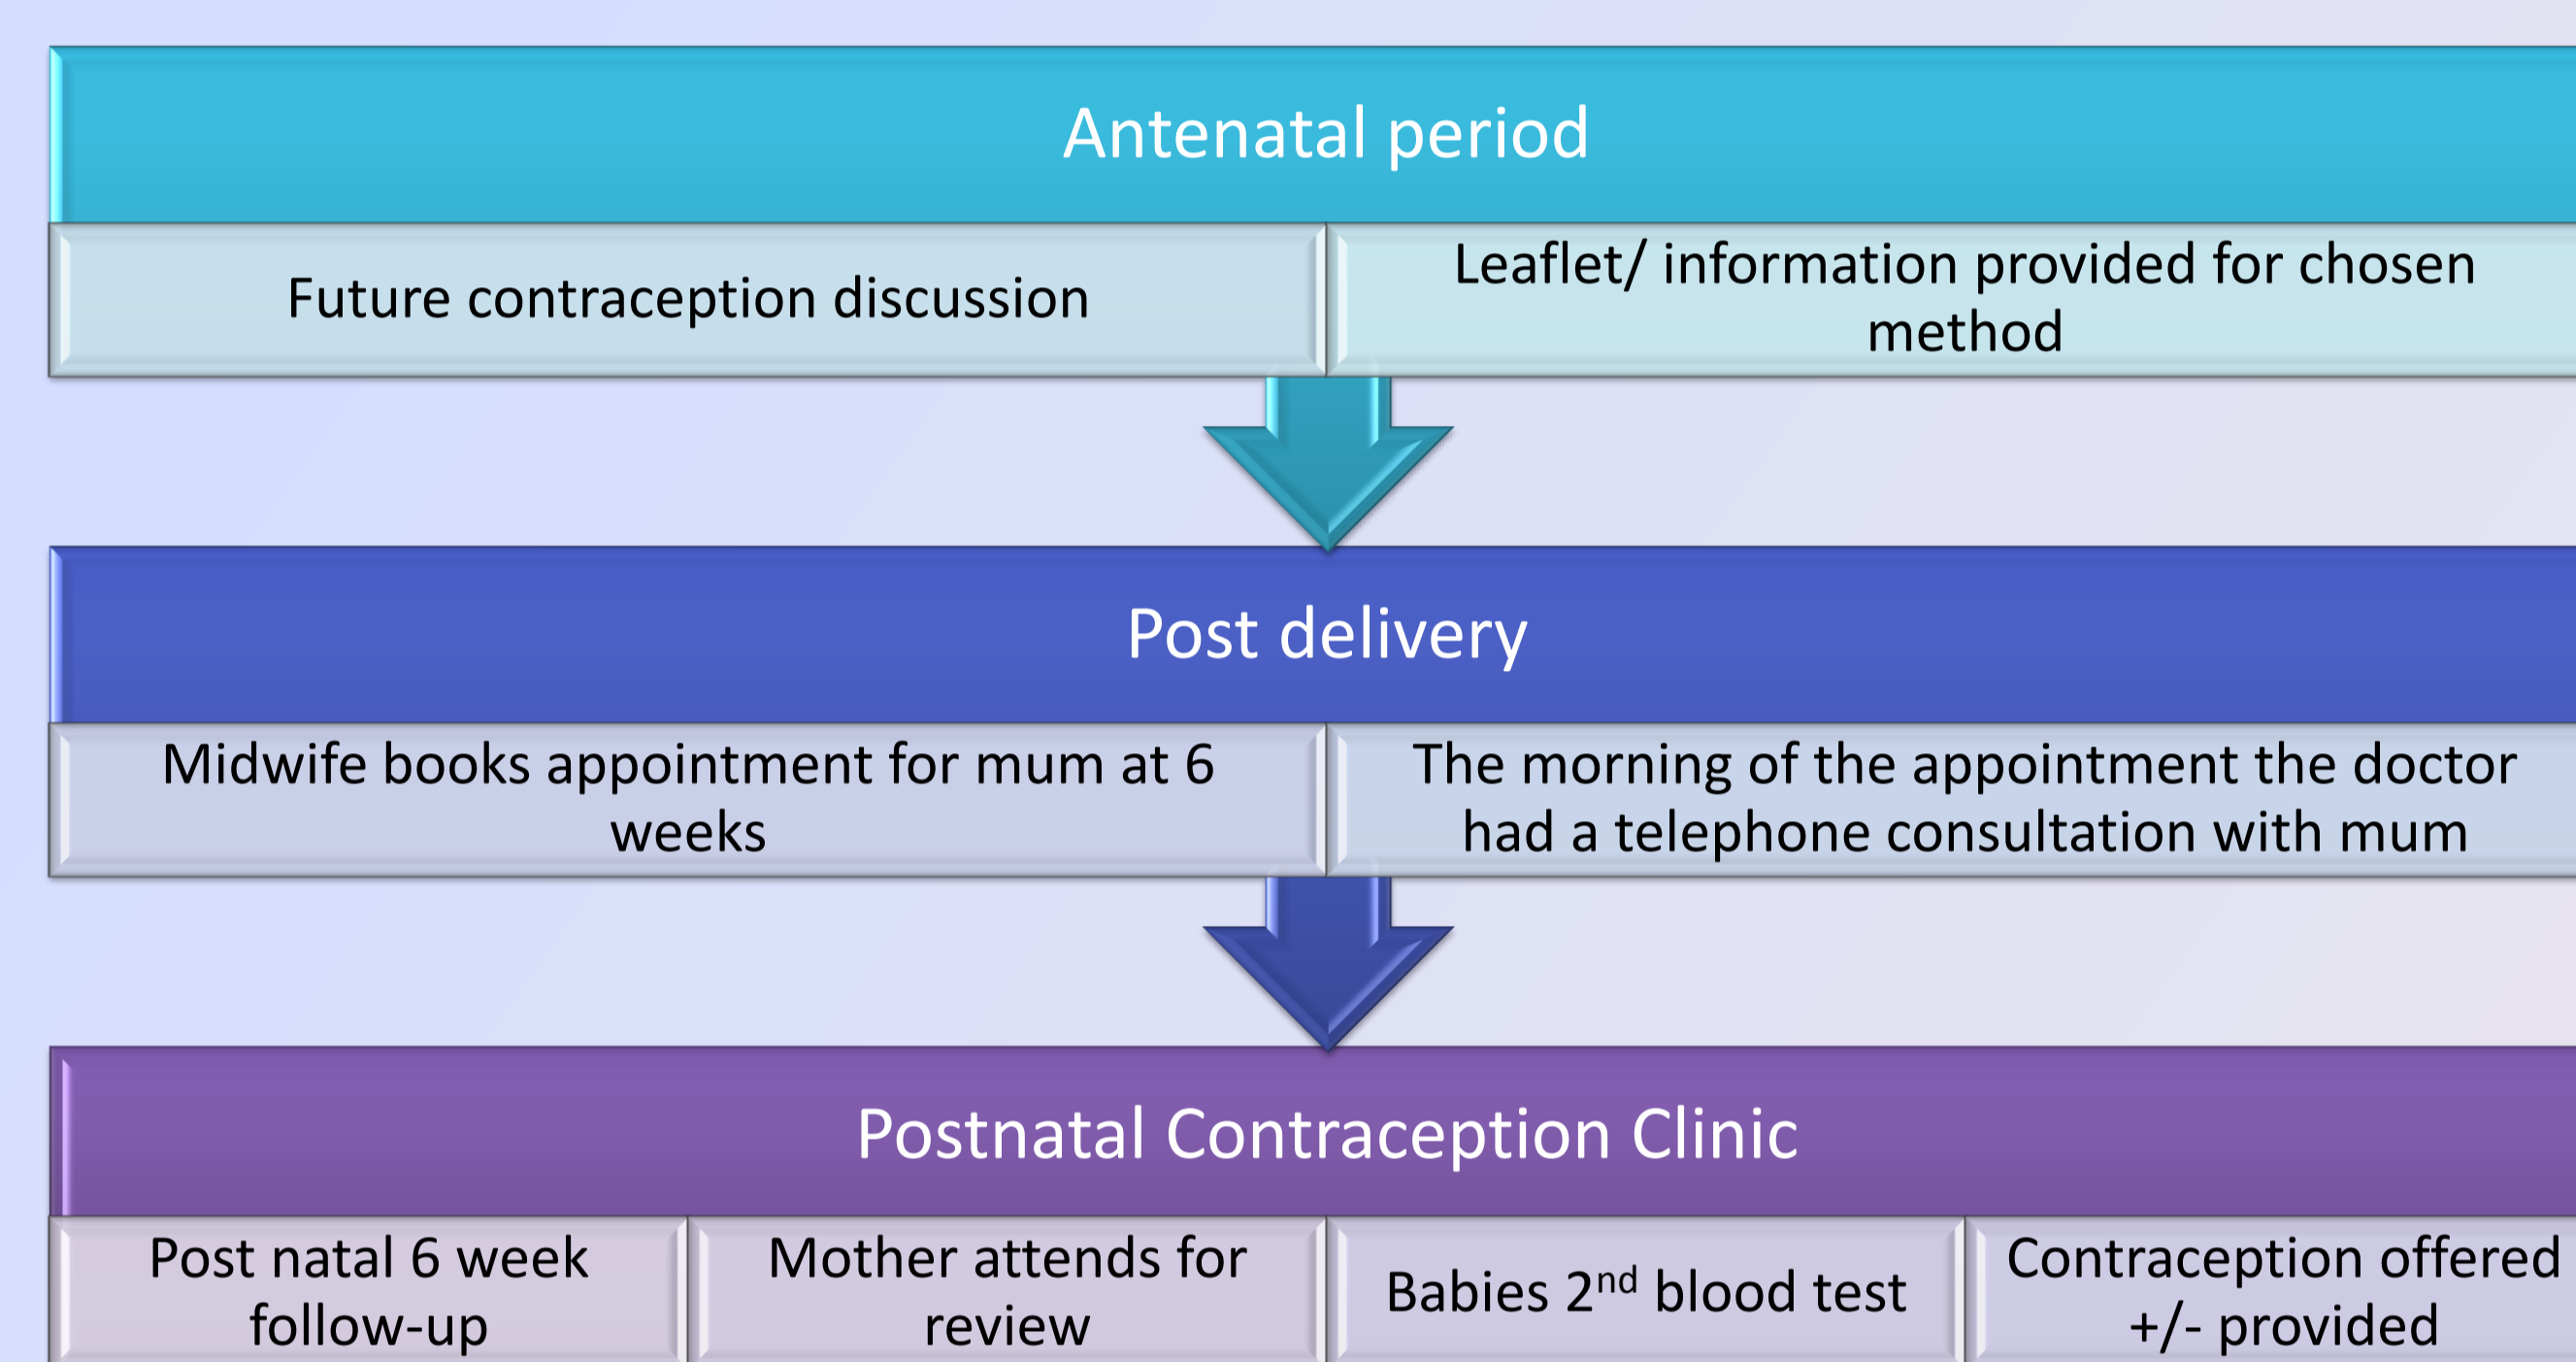 Antenatal period
Future contraception discussion
Leaflet/ information provided for chosen
method
Post delivery
Midwife books appointment for mum at 6
weeks
The morning of the appointment the doctor
had a telephone consultation with mum
Postnatal Contraception Clinic
Post natal 6 week
follow-up
Mother attends for
review
Babies 2nd blood test
Contraception offered
+/- provided